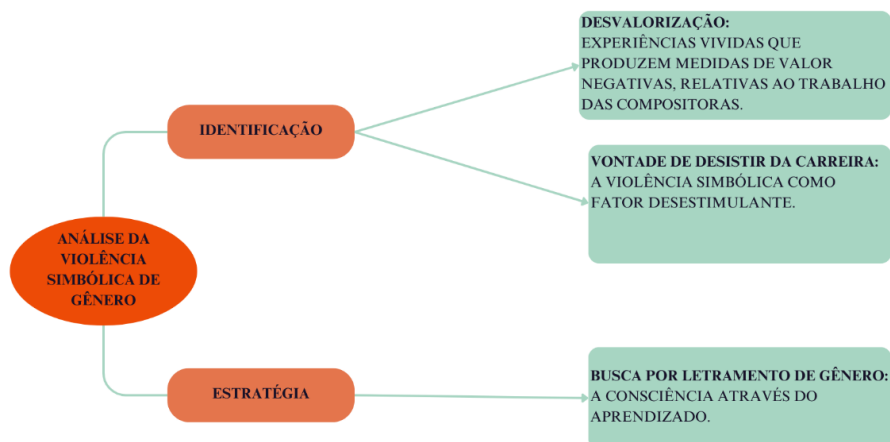 DESVALORIZAÇÃO:
EXPERIÊNCIAS VIVIDAS QUE
PRODUZEM MEDIDAS DE VALOR
NEGATIVAS, RELATIVAS AO TRABALHO
DAS COMPOSITORAS.
IDENTIFICAÇÃO
VONTADE DE DESISTIR DA CARREIRA:
A VIOLÊNCIA SIMBÓLICA COMO
FATOR DESESTIMULANTE.
ANÁLISE DA
VIOLÊNCIA
SIMBÓLICA DE
GÊNERO
BUSCA POR LETRAMENTO DE GÊNERO:
A CONSCIÊNCIA ATRAVÉS DO
APRENDIZADO.
ESTRATÉGIA